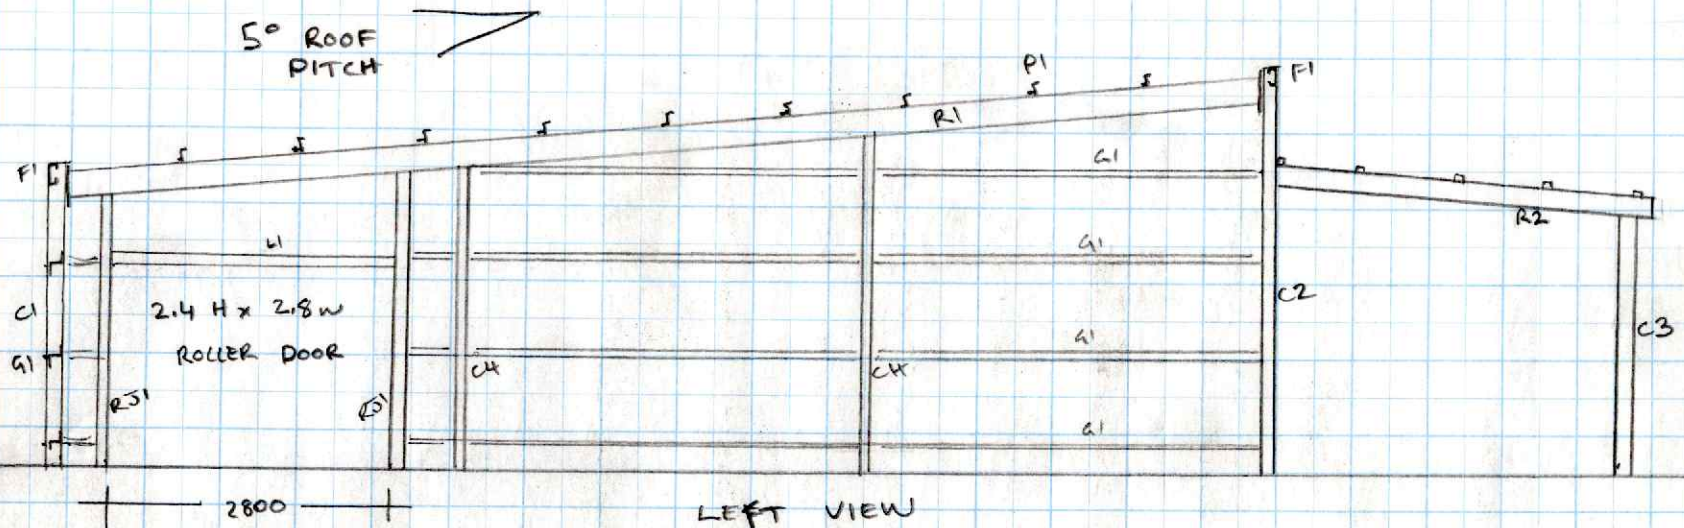 5° ROOF
PITCH
P1
F1
R1
F1
G1
R2
L1
G1
C1
2.4 H x 2.8 W
C2
C3
G1
ROLLER DOOR
G1
C4
C4
RJ1
RJ1
G1
2800
LEFT VIEW